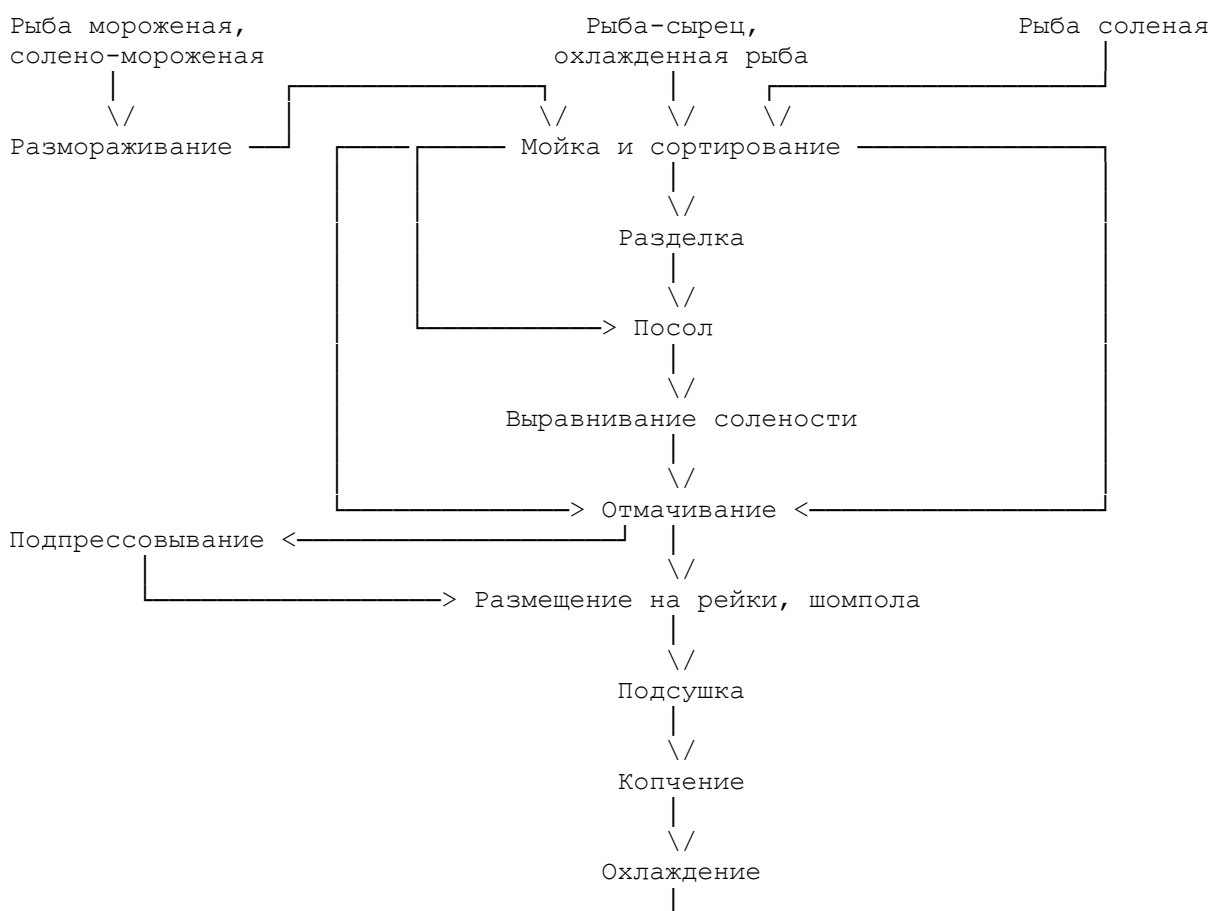 Рыба мороженая, Рыба-сырец, Рыба соленая
солено-мороженая охлажденная рыба
Размораживание Мойка и сортирование
Разделка
Посол
Выравнивание солености
Отмачивание
Подпрессовывание
Размещение на рейки, шомпола
Подсушка
Копчение
Охлаждение